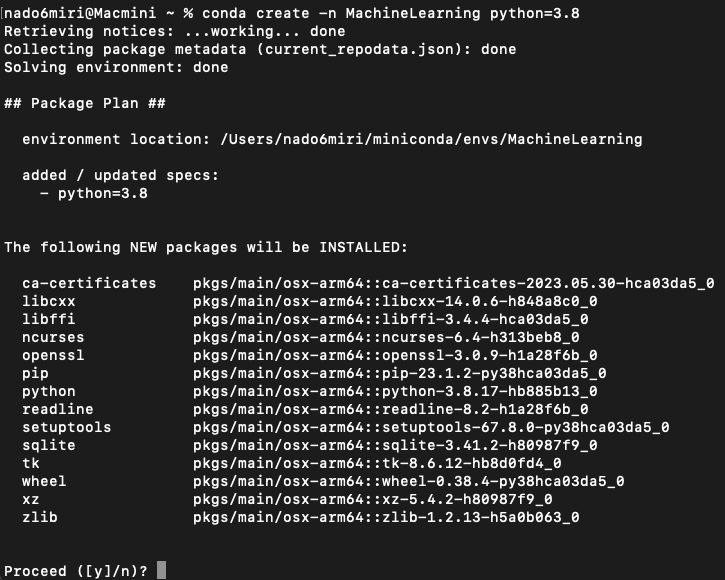 nado6miri@Macmini ~ % conda create -n MachineLearning python=3.8
Retrieving notices: ...working... done
Collecting package metadata (current_repodata.json): done
Solving environment: done
## Package Plan ##
environment location: /Users/nado6miri/miniconda/envs/MachineLearning
added / updated specs:
- python=3.8
The following NEW packages will be INSTALLED:
ca-certificates pkgs/main/osx-arm64::ca-certificates-2023.05.30-hca03da5_0
libcxx pkgs/main/osx-arm64::libcxx-14.0.6-h848a8c0_0
libffi pkgs/main/osx-arm64::libffi-3.4.4-hca03da5_0
ncurses pkgs/main/osx-arm64::ncurses-6.4-h313beb8_0
openssl pkgs/main/osx-arm64::openssl-3.0.9-h1a28f6b_0
pip pkgs/main/osx-arm64::pip-23.1.2-py38hca03da5_0
python pkgs/main/osx-arm64::python-3.8.17-hb885b13_0
readline pkgs/main/osx-arm64::readline-8.2-h1a28f6b_0
setuptools pkgs/main/osx-arm64::setuptools-67.8.0-py38hca03da5_0
sqlite pkgs/main/osx-arm64::sqlite-3.41.2-h80987f9_0
tk pkgs/main/osx-arm64::tk-8.6.12-hb8d0fd4_0
wheel pkgs/main/osx-arm64::wheel-0.38.4-py38hca03da5_0
xz pkgs/main/osx-arm64::xz-5.4.2-h80987f9_0
zlib pkgs/main/osx-arm64::zlib-1.2.13-h5a0b063_0
Proceed ([y]/n)?